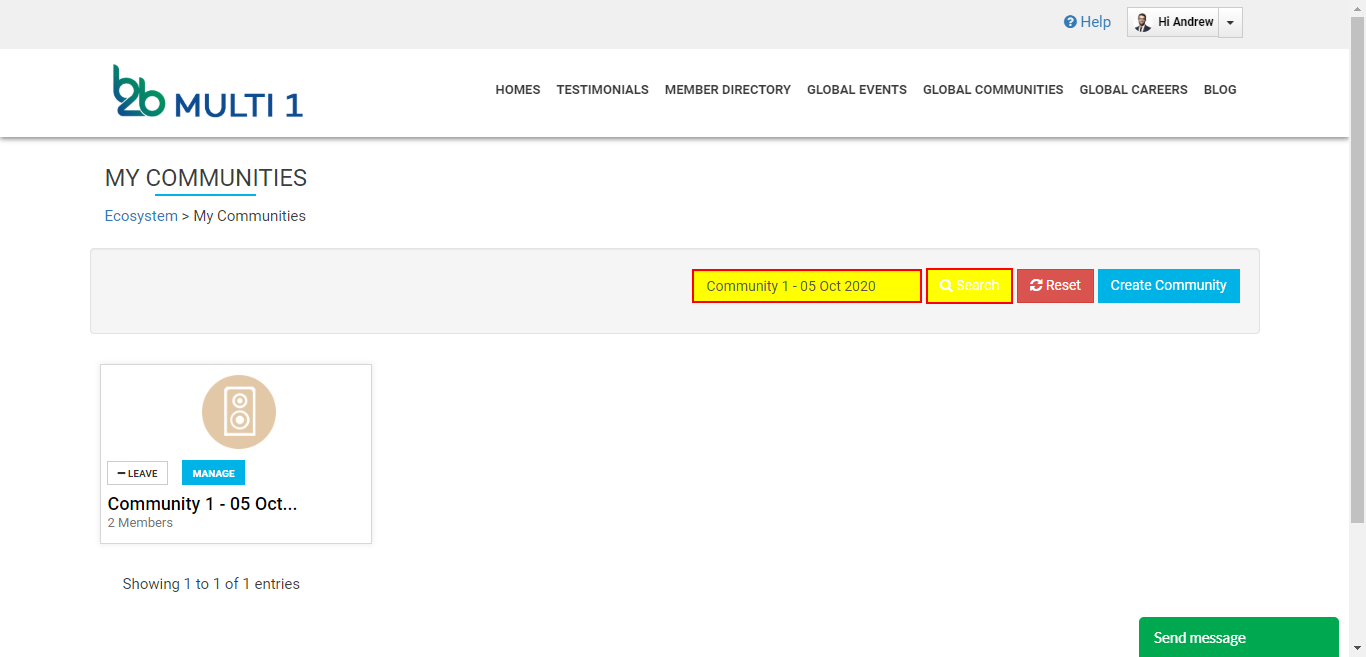 Help
Hi Andrew
b2b MULTI 1
HOMES TESTIMONIALS MEMBER DIRECTORY GLOBAL EVENTS GLOBAL COMMUNITIES GLOBAL CAREERS BLOG
MY COMMUNITIES
Ecosystem > My Communities
Community 1 - 05 Oct 2020 Search Reset Create Community
LEAVE MANAGE
Community 1 - 05 Oct...
2 Members
Showing 1 to 1 of 1 entries
Send message